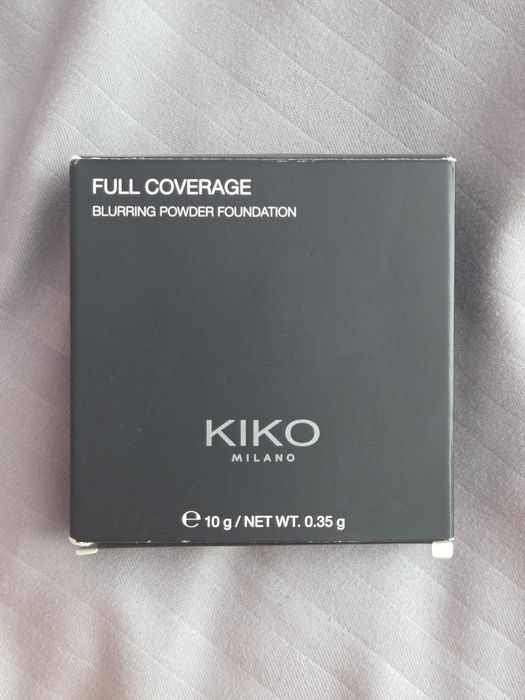 FULL COVERAGE
BLURRING POWDER FOUNDATION
KIKO
MILANO
℮ 10 g / NET WT. 0.35 g